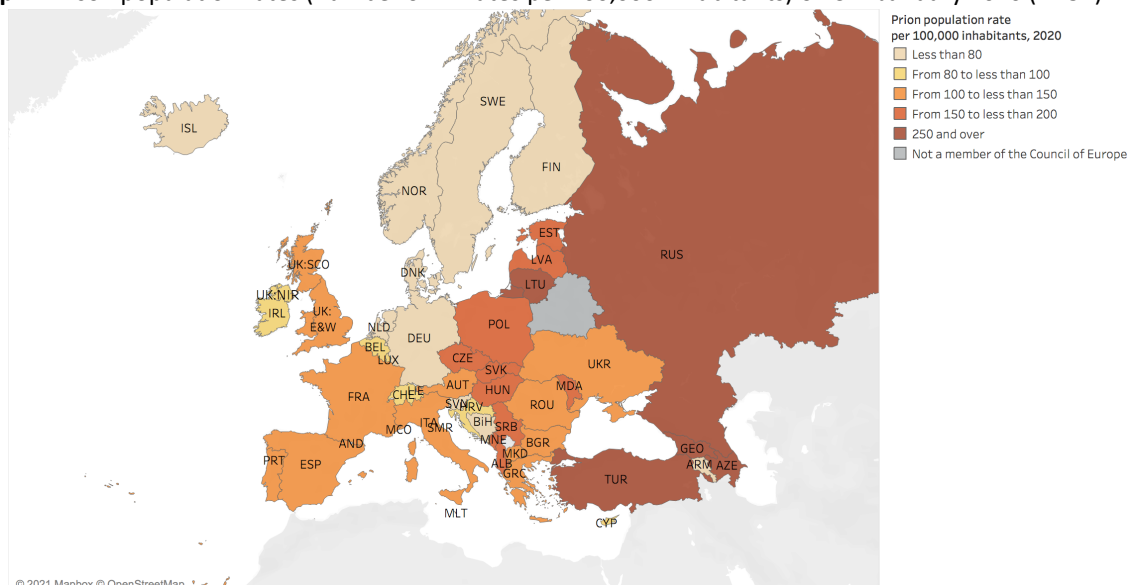 Prion population rate
per 100,000 inhabitants, 2020
Less than 80
From 80 to less than 100
From 100 to less than 150
From 150 to less than 200
250 and over
Not a member of the Council of Europe
ISL
SWE
FIN
NOR
EST
RUS
LVA
UK:SCO
DNK
LTU
UK:NIR
IRL
UK:
E&W
NLD
DEU
POL
BEL
LUX
CZE
UKR
SVK
AUT
MDA
HUN
CHE
LIE
FRA
ROU
SVN
HRV
BiH
ITA
SMR
SRB
MCO
MNE
BGR
AND
MKD
GEO
PRT
ESP
ALB
ARM
AZE
GRC
TUR
MLT
CYP
© 2021 Mapbox © OpenStreetMap